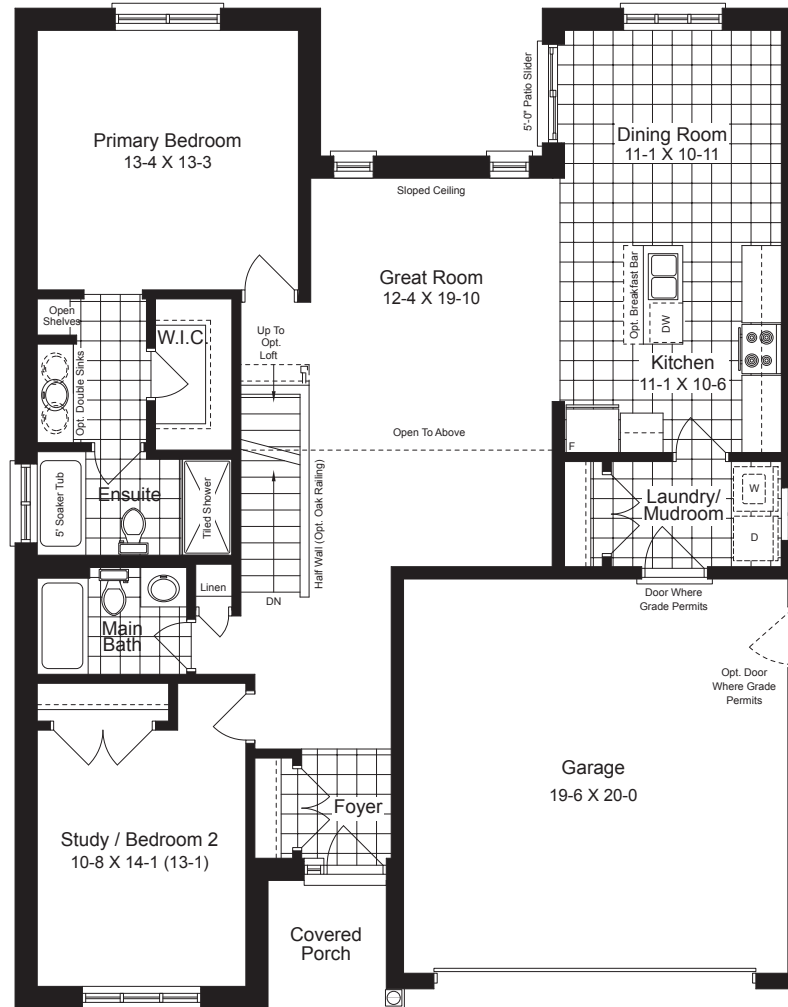 5'-0" Patio Slider
Primary Bedroom
13-4 X 13-3
Dining Room
11-1 X 10-11
Sloped Ceiling
Great Room
12-4 X 19-10
Opt. Breakfast Bar
DW
Open
Shelves
W.I.C.
Up To
Opt.
Loft
Opt. Double Sinks
Kitchen
11-1 X 10-6
Open To Above
F
5' Soaker Tub
Ensuite
Tiled Shower
Half Wall (Opt. Oak Railing)
Laundry/
Mudroom
W
D
Linen
DN
Main
Bath
Door Where
Grade Permits
Opt. Door
Where Grade
Permits
Garage
19-6 X 20-0
Foyer
Study / Bedroom 2
10-8 X 14-1 (13-1)
Covered
Porch